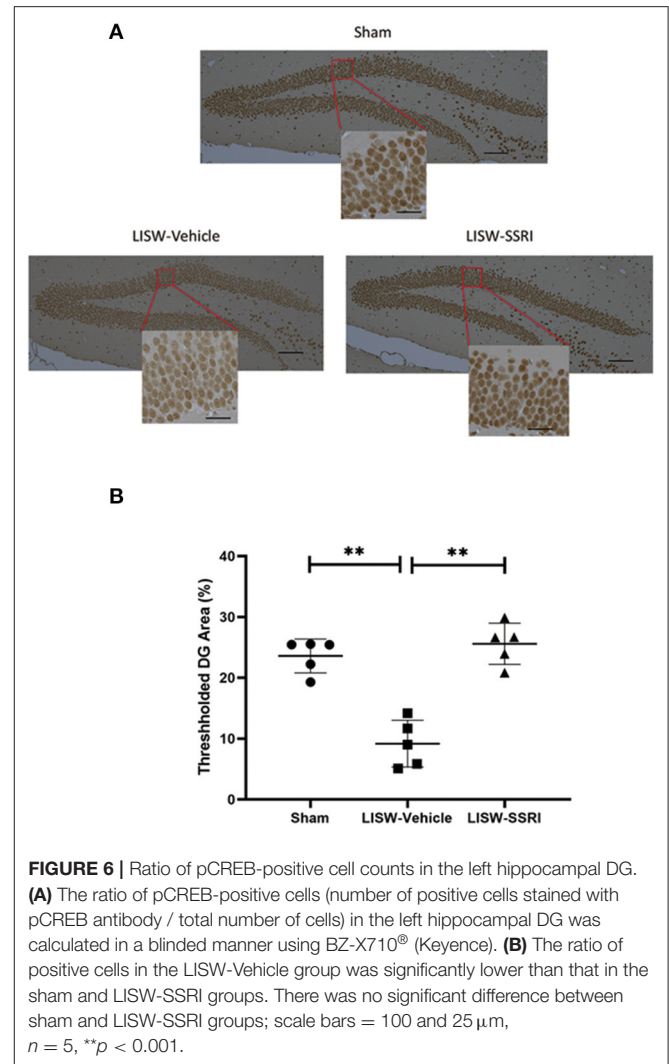 A
Sham
LISW-Vehicle
LISW-SSRI
B
Threshholded DG Area (%)
40
30
20
10
0
**
**
Sham
LISW-Vehicle
LISW-SSRI
FIGURE 6 | Ratio of pCREB-positive cell counts in the left hippocampal DG.
(A) The ratio of pCREB-positive cells (number of positive cells stained with
pCREB antibody / total number of cells) in the left hippocampal DG was
calculated in a blinded manner using BZ-X710® (Keyence). (B) The ratio of
positive cells in the LISW-Vehicle group was significantly lower than that in the
sham and LISW-SSRI groups. There was no significant difference between
sham and LISW-SSRI groups; scale bars = 100 and 25 μm,
n = 5, **p < 0.001.